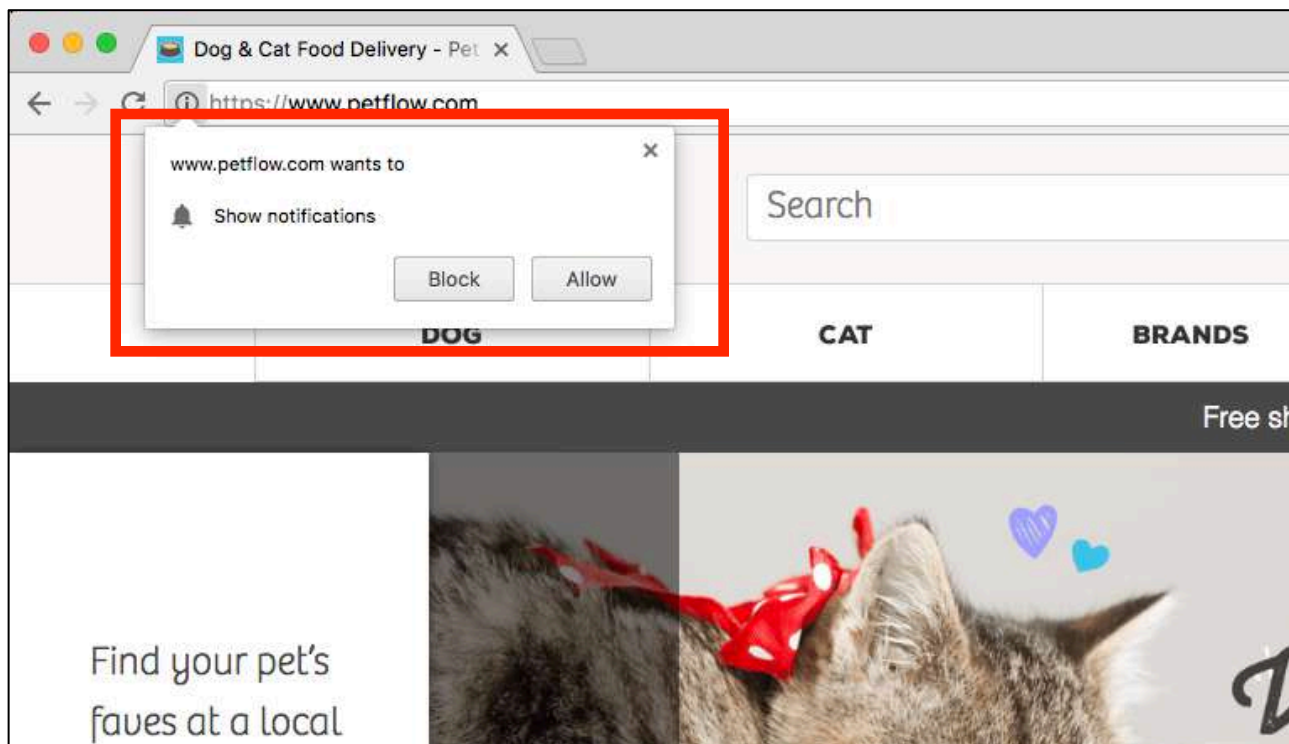 Dog & Cat Food Delivery - Pet
https://www.petflow.com
www.petflow.com wants to
Show notifications
Block
Allow
Search
DOG
CAT
BRANDS
Free sh
Find your pet's
faves at a local